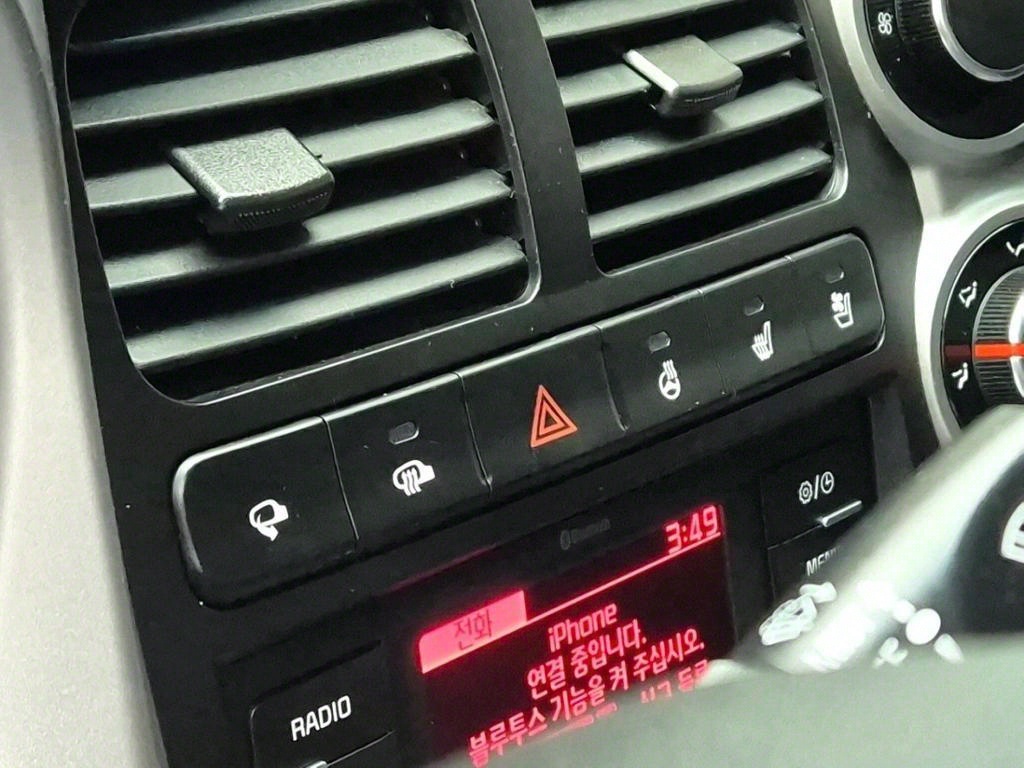 3:49
전화
iPhone
연결 중입니다.
블루투스 기능을 켜 주십시오.
RADIO